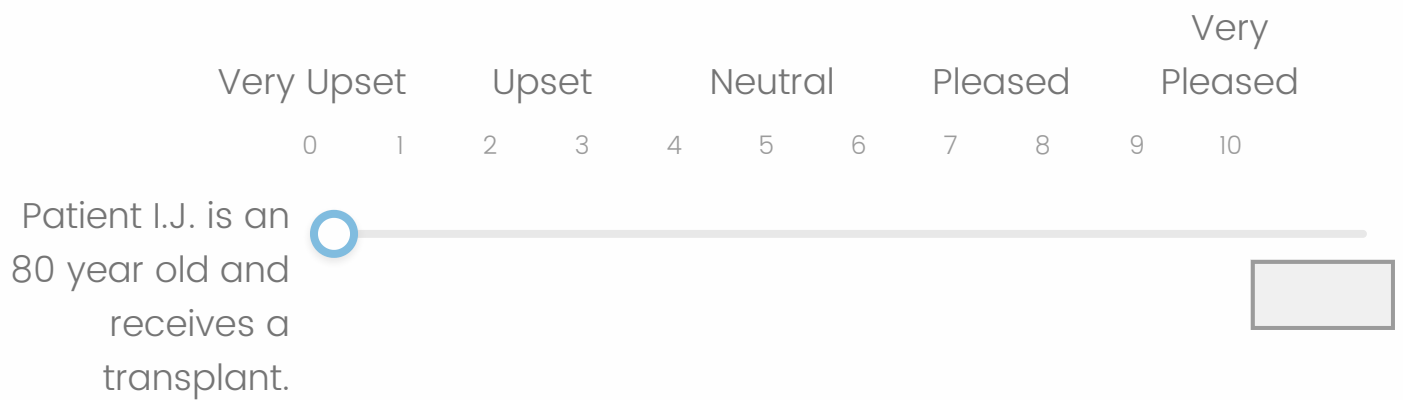 Very
Very Upset Upset Neutral Pleased Pleased
0 1 2 3 4 5 6 7 8 9 10
Patient I.J. is an
80 year old and
receives a
transplant.